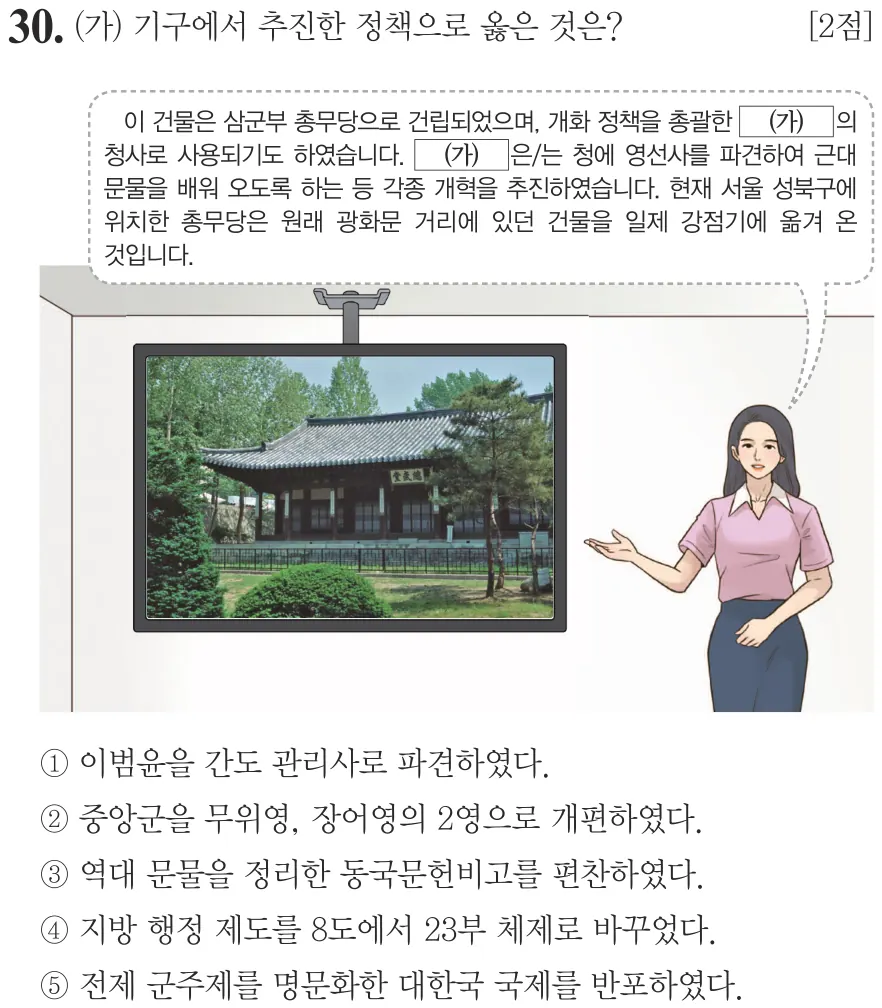 30. (가) 기구에서 추진한 정책으로 옳은 것은? [2점]
이 건물은 삼군부 총무당으로 건립되었으며, 개화 정책을 총괄한 (가) 의
청사로 사용되기도 하였습니다. (가) 은/는 청에 영선사를 파견하여 근대
문물을 배워 오도록 하는 등 각종 개혁을 추진하였습니다. 현재 서울 성북구에
위치한 총무당은 원래 광화문 거리에 있던 건물을 일제 강점기에 옮겨 온
것입니다.
堂武總
① 이범윤을 간도 관리사로 파견하였다.
② 중앙군을 무위영, 장어영의 2영으로 개편하였다.
③ 역대 문물을 정리한 동국문헌비고를 편찬하였다.
④ 지방 행정 제도를 8도에서 23부 체제로 바꾸었다.
⑤ 전제 군주제를 명문화한 대한국 국제를 반포하였다.